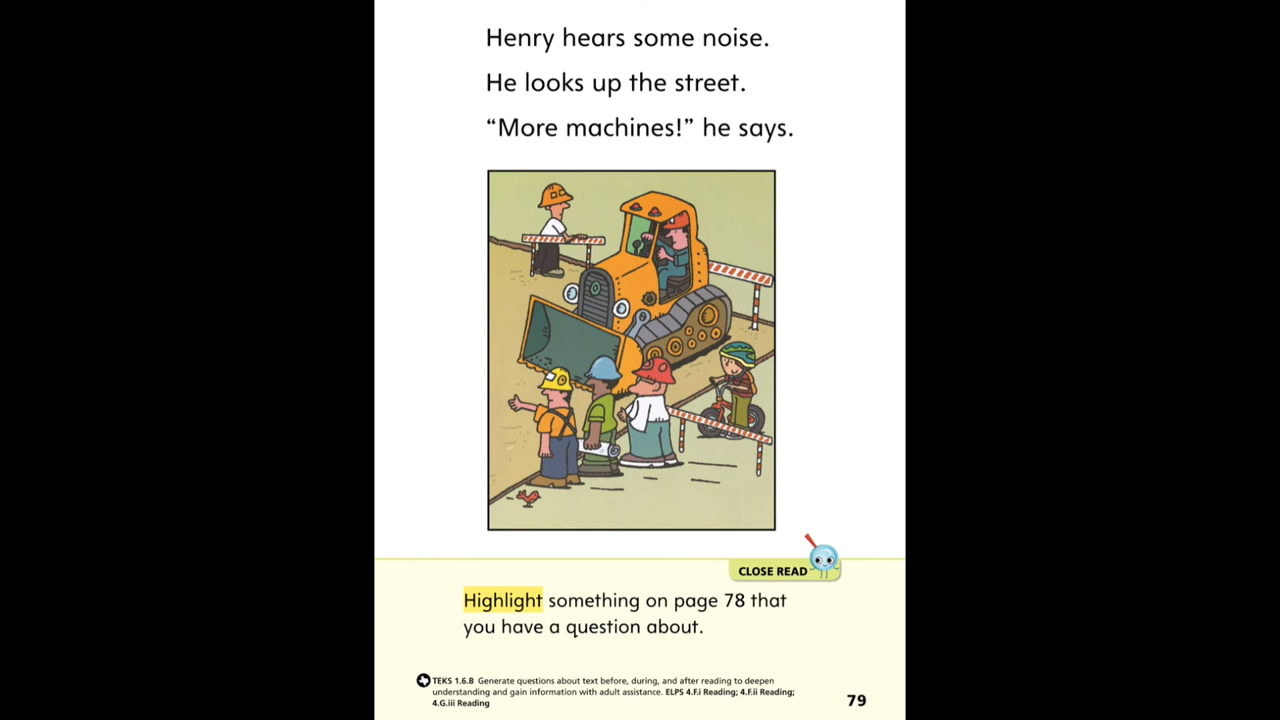 Henry hears some noise.
He looks up the street.
“More machines!” he says.
CLOSE READ
Highlight something on page 78 that
you have a question about.
TEKS 1.6.B Generate questions about text before, during, and after reading to deepen
understanding and gain information with adult assistance. ELPS 4.F.i Reading; 4.F.ii Reading;
4.G.iii Reading
79